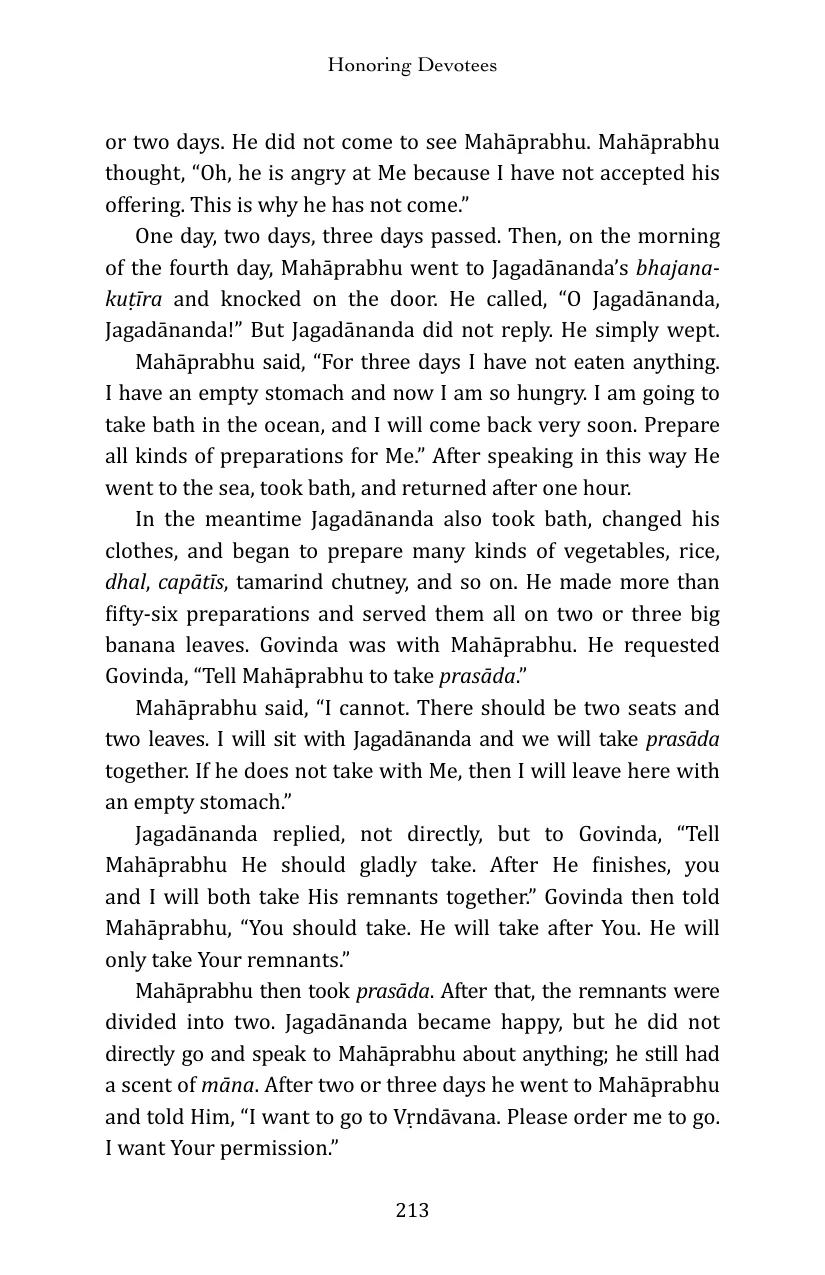 Honoring Devotees
or two days. He did not come to see Mahāprabhu. Mahāprabhu
thought, “Oh, he is angry at Me because I have not accepted his
offering. This is why he has not come.”
One day, two days, three days passed. Then, on the morning
of the fourth day, Mahāprabhu went to Jagadānanda’s bhajana-
kuṭīra and knocked on the door. He called, “O Jagadānanda,
Jagadānanda!” But Jagadānanda did not reply. He simply wept.
Mahāprabhu said, “For three days I have not eaten anything.
I have an empty stomach and now I am so hungry. I am going to
take bath in the ocean, and I will come back very soon. Prepare
all kinds of preparations for Me.” After speaking in this way He
went to the sea, took bath, and returned after one hour.
In the meantime Jagadānanda also took bath, changed his
clothes, and began to prepare many kinds of vegetables, rice,
dhal, capātīs, tamarind chutney, and so on. He made more than
fifty-six preparations and served them all on two or three big
banana leaves. Govinda was with Mahāprabhu. He requested
Govinda, “Tell Mahāprabhu to take prasāda.”
Mahāprabhu said, “I cannot. There should be two seats and
two leaves. I will sit with Jagadānanda and we will take prasāda
together. If he does not take with Me, then I will leave here with
an empty stomach.”
Jagadānanda replied, not directly, but to Govinda, “Tell
Mahāprabhu He should gladly take. After He finishes, you
and I will both take His remnants together.” Govinda then told
Mahāprabhu, “You should take. He will take after You. He will
only take Your remnants.”
Mahāprabhu then took prasāda. After that, the remnants were
divided into two. Jagadānanda became happy, but he did not
directly go and speak to Mahāprabhu about anything; he still had
a scent of māna. After two or three days he went to Mahāprabhu
and told Him, “I want to go to Vṛndāvana. Please order me to go.
I want Your permission.”
213